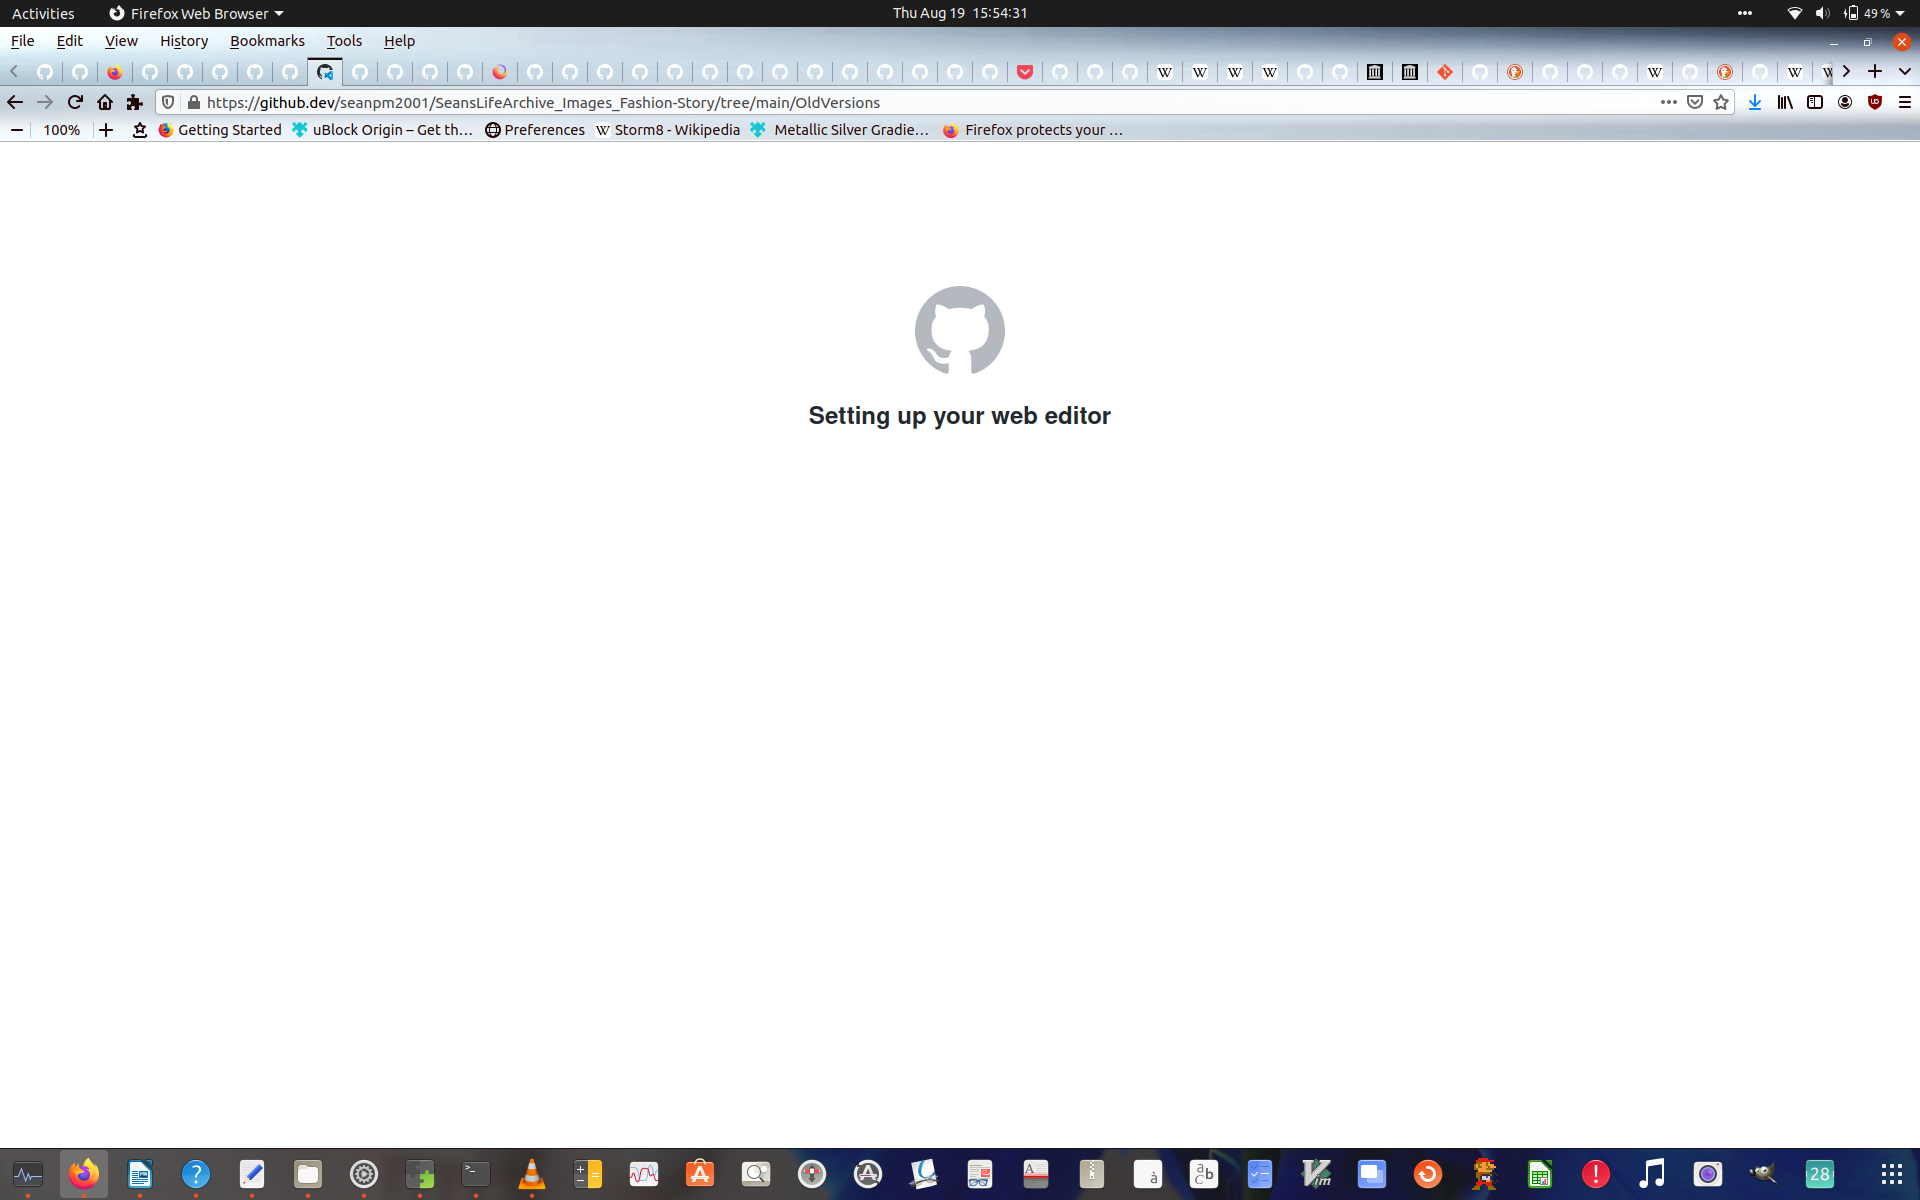 Activities Firefox Web Browser Thu Aug 19 15:54:31 49 %
File Edit View History Bookmarks Tools Help
https://github.dev/seanpm2001/SeansLifeArchive_Images_Fashion-Story/tree/main/OldVersions
100% Getting Started uBlock Origin – Get th… Preferences Storm8 - Wikipedia Metallic Silver Gradie… Firefox protects your …
Setting up your web editor
28